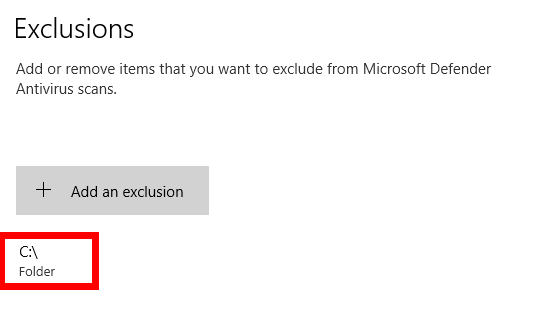 Exclusions
Add or remove items that you want to exclude from Microsoft Defender
Antivirus scans.
Add an exclusion
C:\
Folder